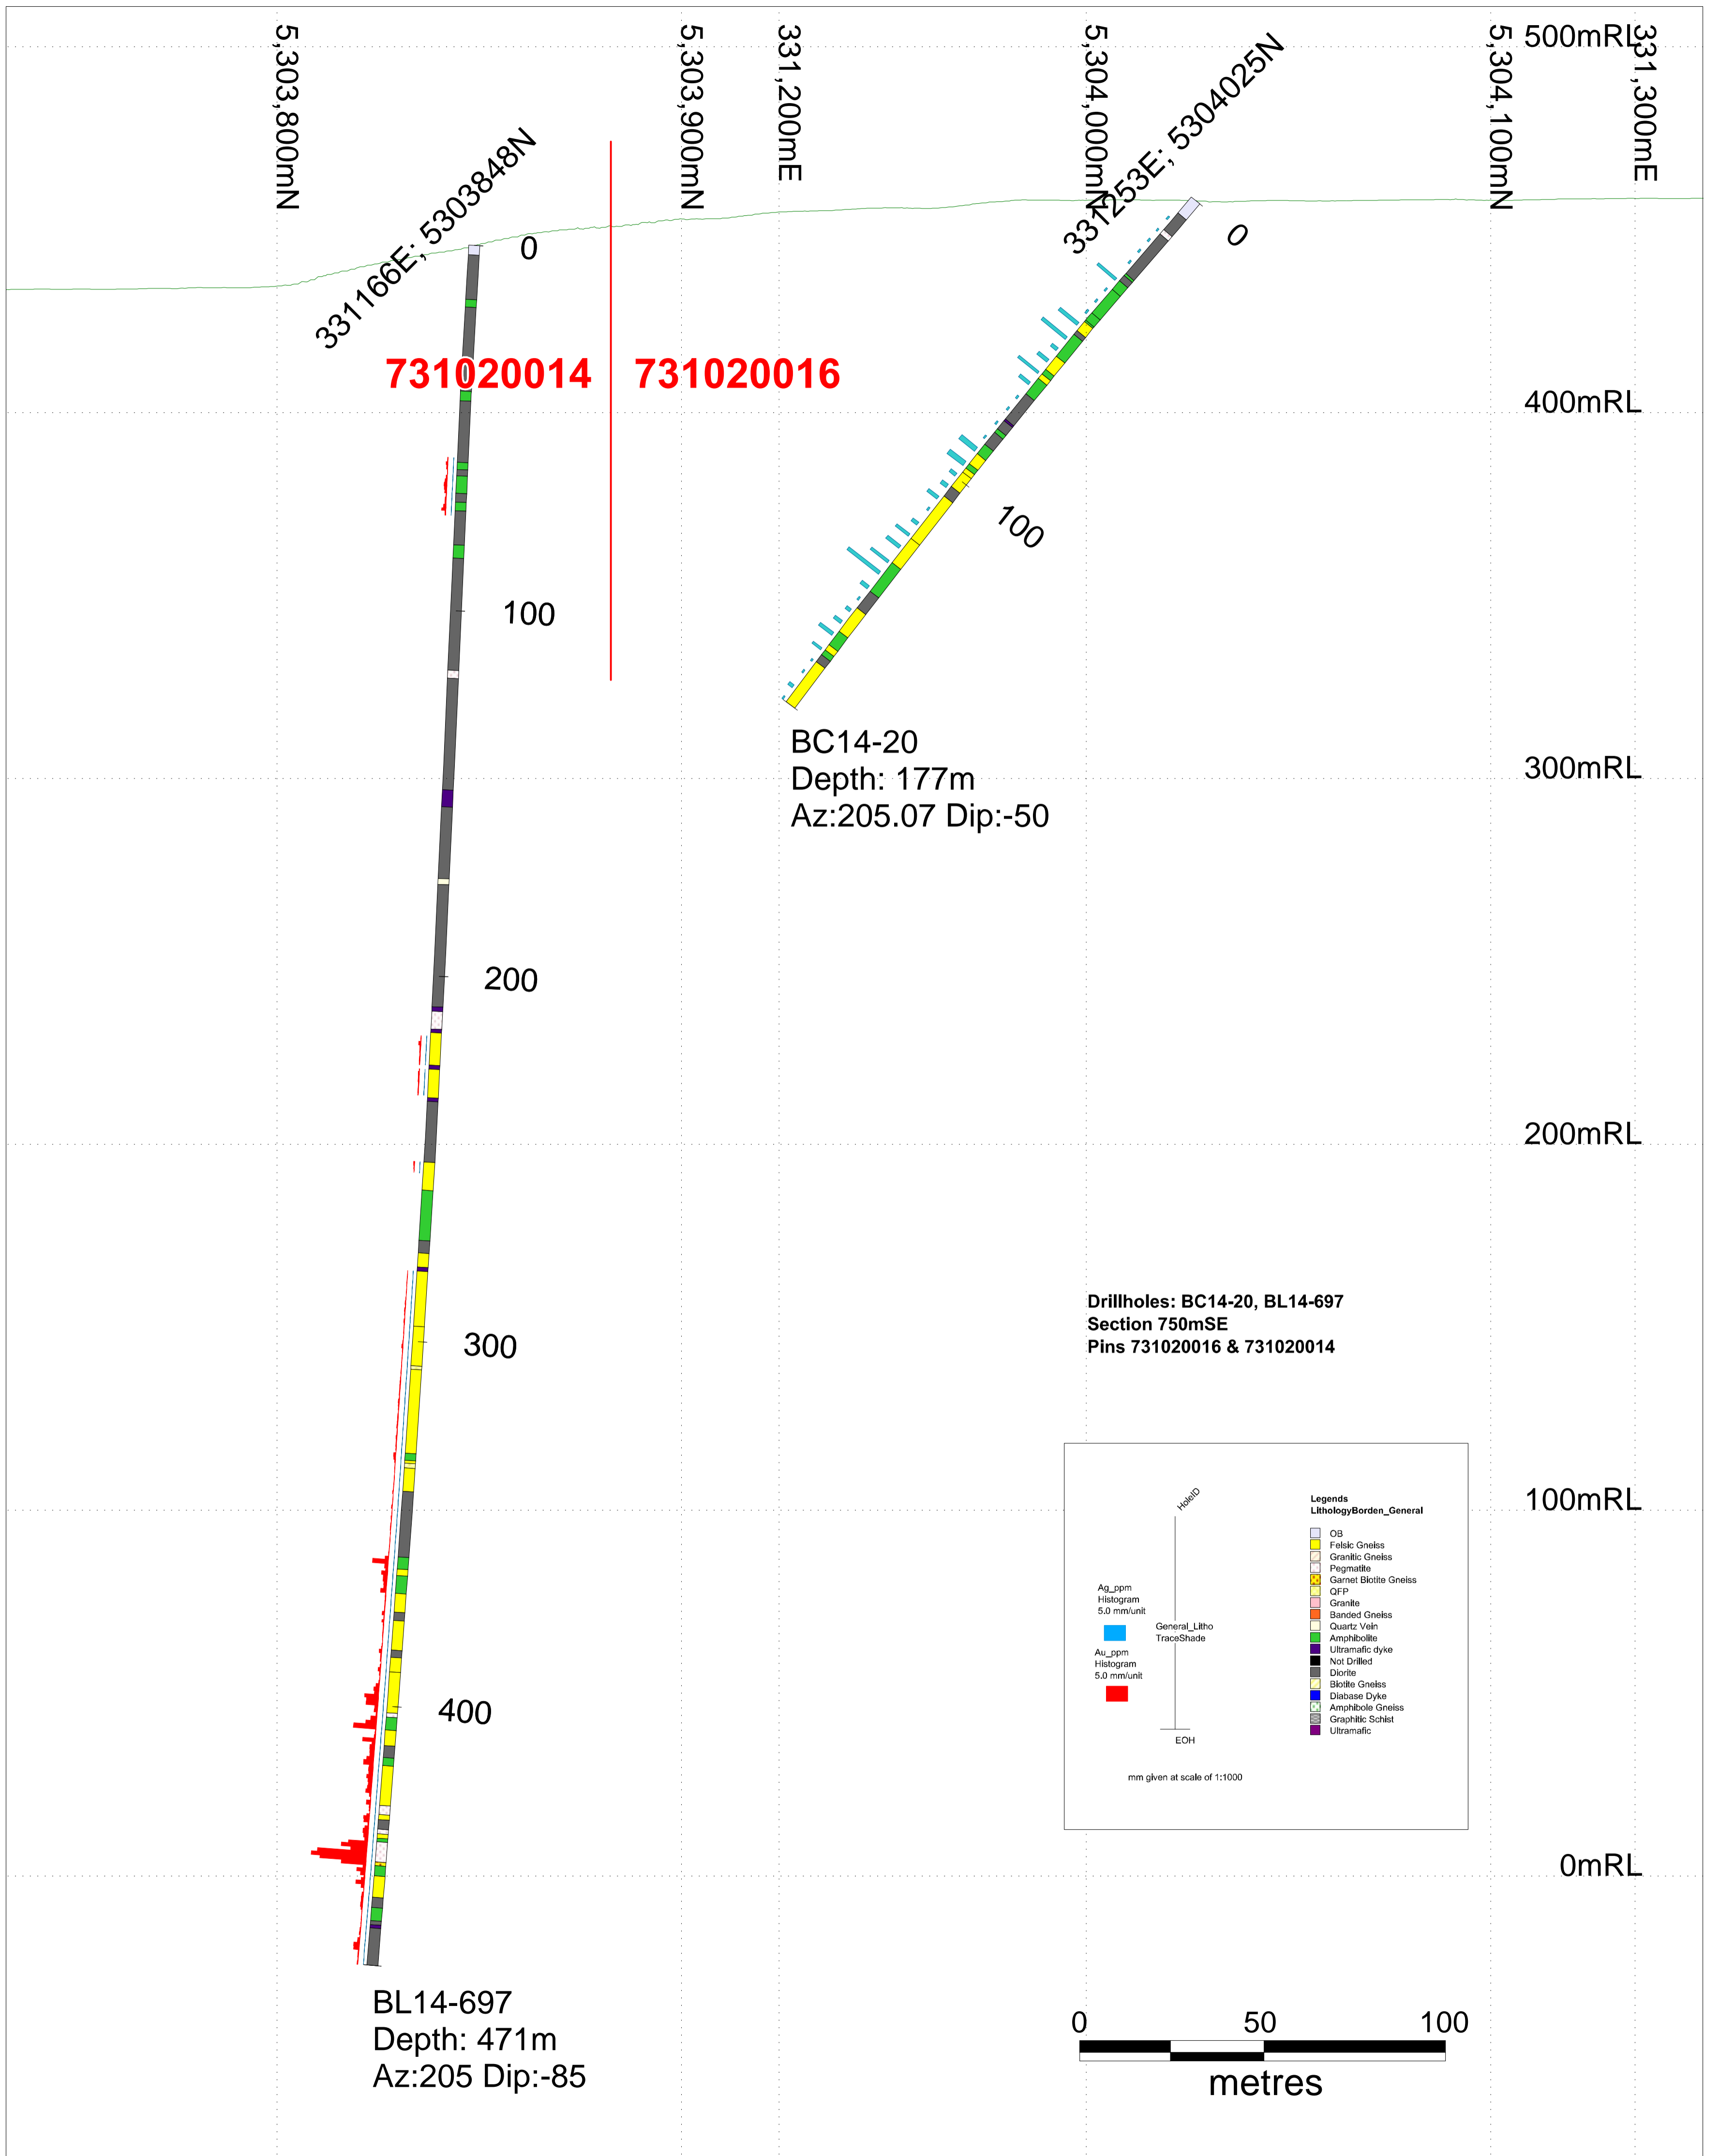 5,303,800mN
5,303,900mN
331,200mE
5,304,000mN
5,304,100mN
331,300mE
500mRL
331166E; 5303848N
331253E; 5304025N
0
0
731020014
731020016
400mRL
100
100
BC14-20
Depth: 177m
Az:205.07 Dip:-50
300mRL
200
200mRL
300
Drillholes: BC14-20, BL14-697
Section 750mSE
Pins 731020016 & 731020014
100mRL
HoleID
Ag_ppm
Histogram
5.0 mm/unit
General_Litho
TraceShade
Au_ppm
Histogram
5.0 mm/unit
EOH
mm given at scale of 1:1000
Legends
LithologyBorden_General
OB
Felsic Gneiss
Granitic Gneiss
Pegmatite
Garnet Biotite Gneiss
QFP
Granite
Banded Gneiss
Quartz Vein
Amphibolite
Ultramafic dyke
Not Drilled
Diorite
Biotite Gneiss
Diabase Dyke
Amphibole Gneiss
Graphitic Schist
Ultramafic
400
0mRL
BL14-697
Depth: 471m
Az:205 Dip:-85
0 50 100
metres